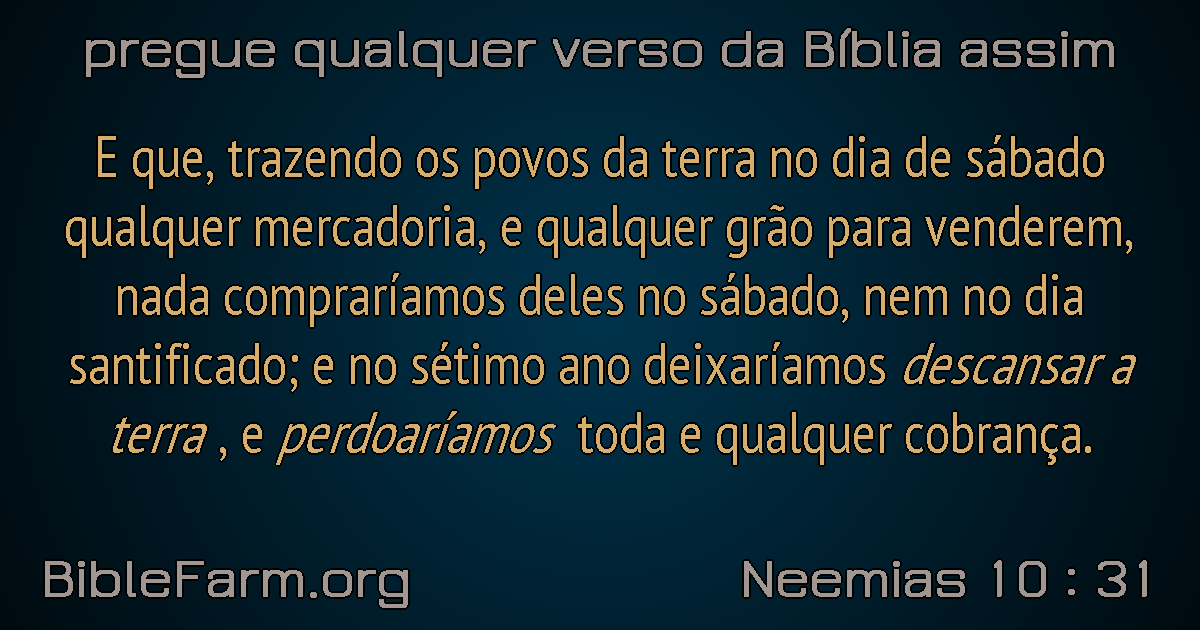 pregue qualquer verso da Bíblia assim
E que, trazendo os povos da terra no dia de sábado
qualquer mercadoria, e qualquer grão para venderem,
nada compraríamos deles no sábado, nem no dia
santificado; e no sétimo ano deixaríamos descansar a
terra , e perdoaríamos toda e qualquer cobrança.
BibleFarm.org
Neemias 10 : 31